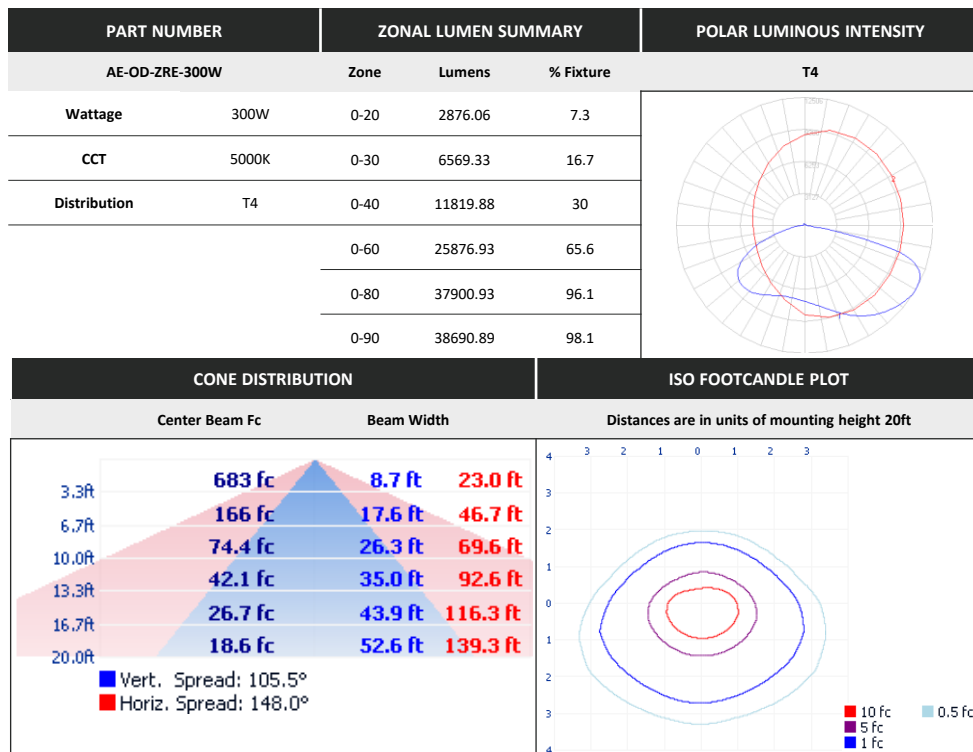 PART NUMBER
ZONAL LUMEN SUMMARY
POLAR LUMINOUS INTENSITY
AE-OD-ZRE-300W
Zone Lumens % Fixture
T4
Wattage 300W
0-20 2876.06 7.3
CCT 5000K
0-30 6569.33 16.7
Distribution T4
0-40 11819.88 30
0-60 25876.93 65.6
0-80 37900.93 96.1
0-90 38690.89 98.1
2
1
CONE DISTRIBUTION
ISO FOOTCANDLE PLOT
Center Beam Fc Beam Width
Distances are in units of mounting height 20ft
3.3ft 683 fc 8.7 ft 23.0 ft
6.7ft 166 fc 17.6 ft 46.7 ft
10.0ft 74.4 fc 26.3 ft 69.6 ft
13.3ft 42.1 fc 35.0 ft 92.6 ft
16.7ft 26.7 fc 43.9 ft 116.3 ft
20.0ft 18.6 fc 52.6 ft 139.3 ft
Vert. Spread: 105.5°
Horiz. Spread: 148.0°
3 2 1 0 1 2 3
4
3
2
1
0
1
2
3
4
10 fc 0.5 fc
5 fc
1 fc